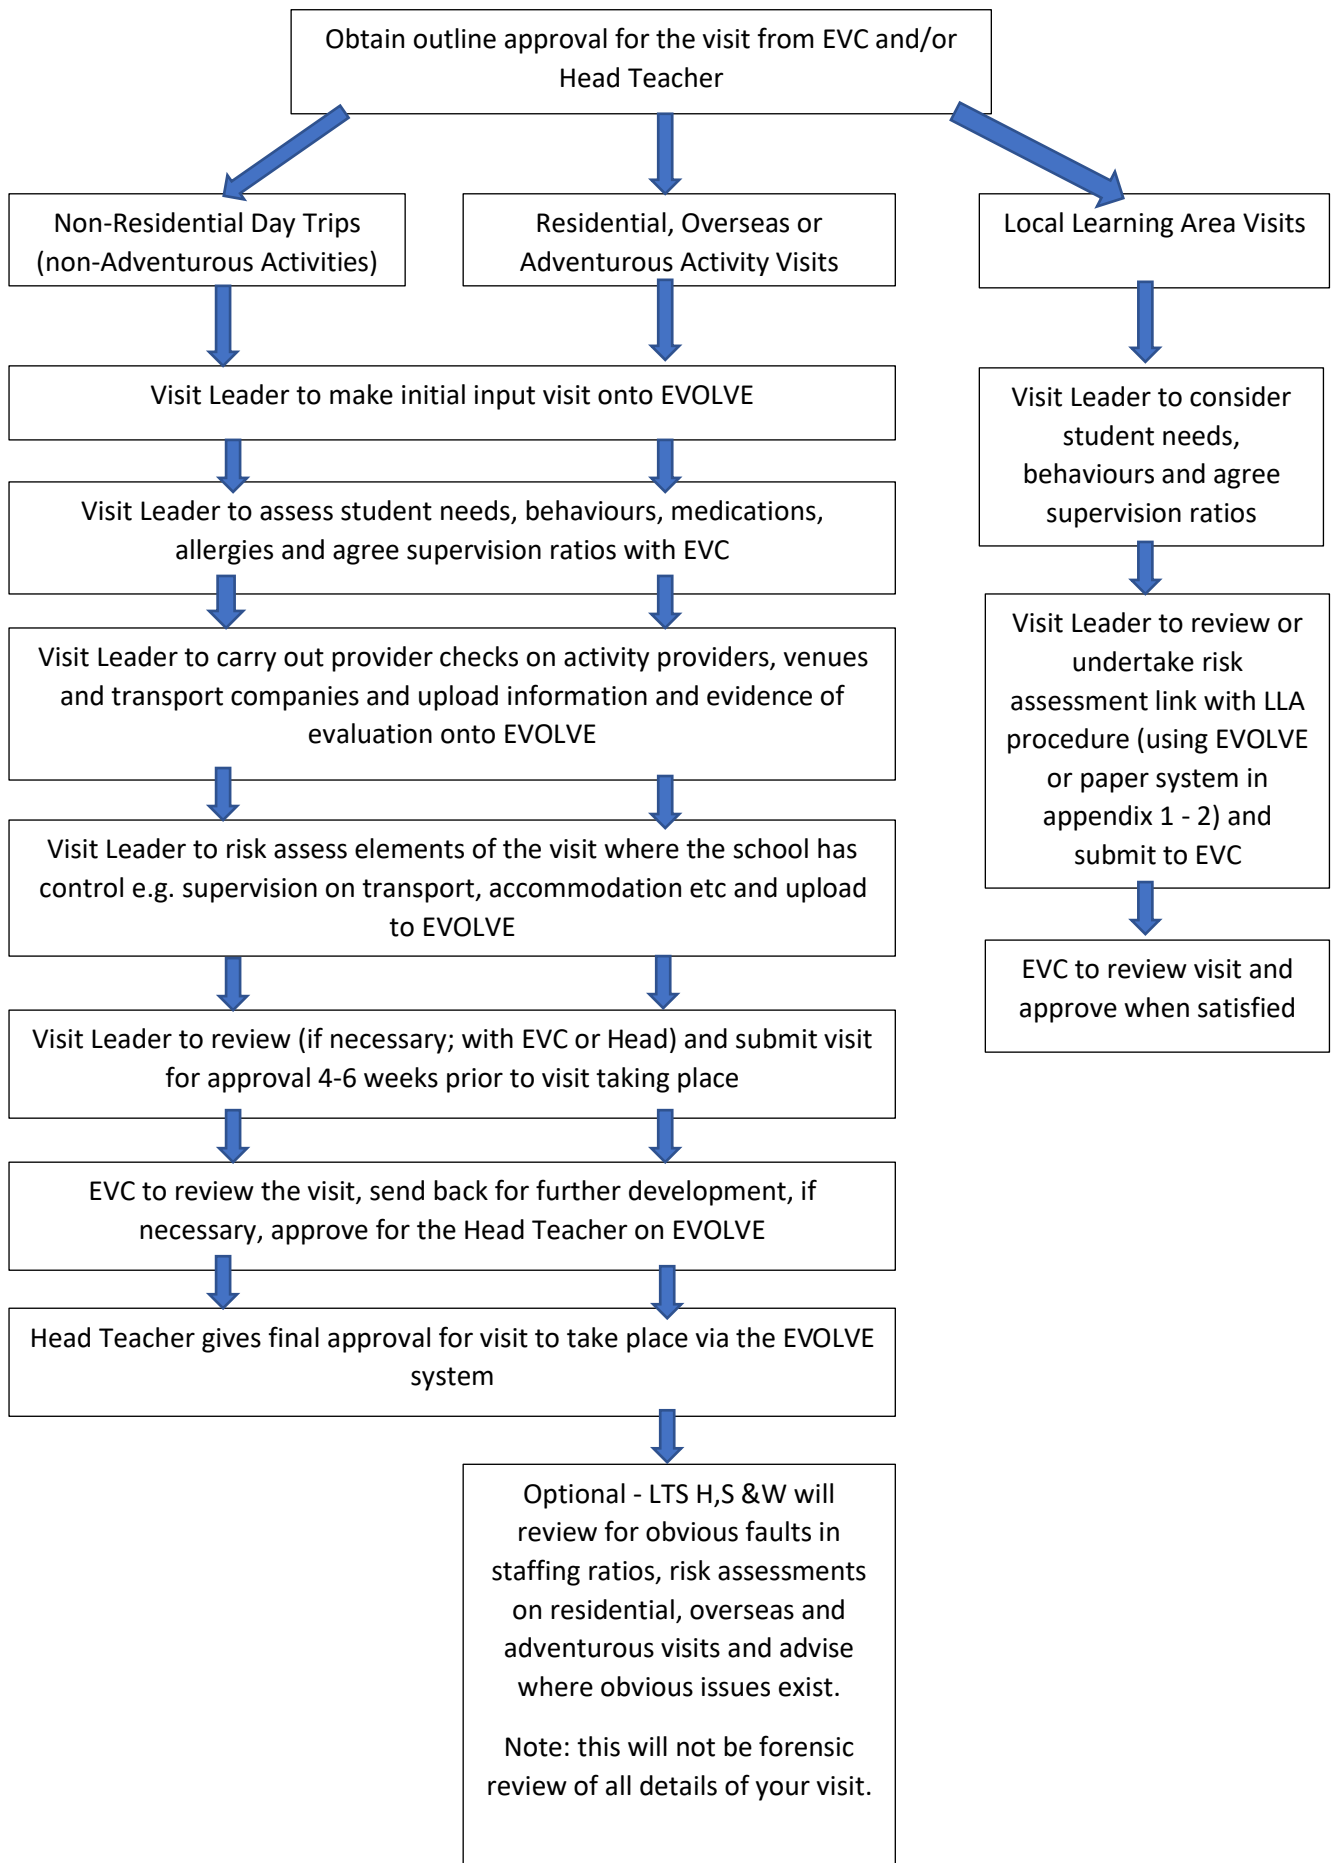 Obtain outline approval for the visit from EVC and/or
Head Teacher
Non-Residential Day Trips
(non-Adventurous Activities)
Residential, Overseas or
Adventurous Activity Visits
Local Learning Area Visits
Visit Leader to make initial input visit onto EVOLVE
Visit Leader to assess student needs, behaviours, medications,
allergies and agree supervision ratios with EVC
Visit Leader to carry out provider checks on activity providers, venues
and transport companies and upload information and evidence of
evaluation onto EVOLVE
Visit Leader to risk assess elements of the visit where the school has
control e.g. supervision on transport, accommodation etc and upload
to EVOLVE
Visit Leader to review (if necessary; with EVC or Head) and submit visit
for approval 4-6 weeks prior to visit taking place
EVC to review the visit, send back for further development, if
necessary, approve for the Head Teacher on EVOLVE
Head Teacher gives final approval for visit to take place via the EVOLVE
system
Optional - LTS H,S &W will
review for obvious faults in
staffing ratios, risk assessments
on residential, overseas and
adventurous visits and advise
where obvious issues exist.
Note: this will not be forensic
review of all details of your visit.
Visit Leader to consider
student needs,
behaviours and agree
supervision ratios
Visit Leader to review or
undertake risk
assessment link with LLA
procedure (using EVOLVE
or paper system in
appendix 1 - 2) and
submit to EVC
EVC to review visit and
approve when satisfied